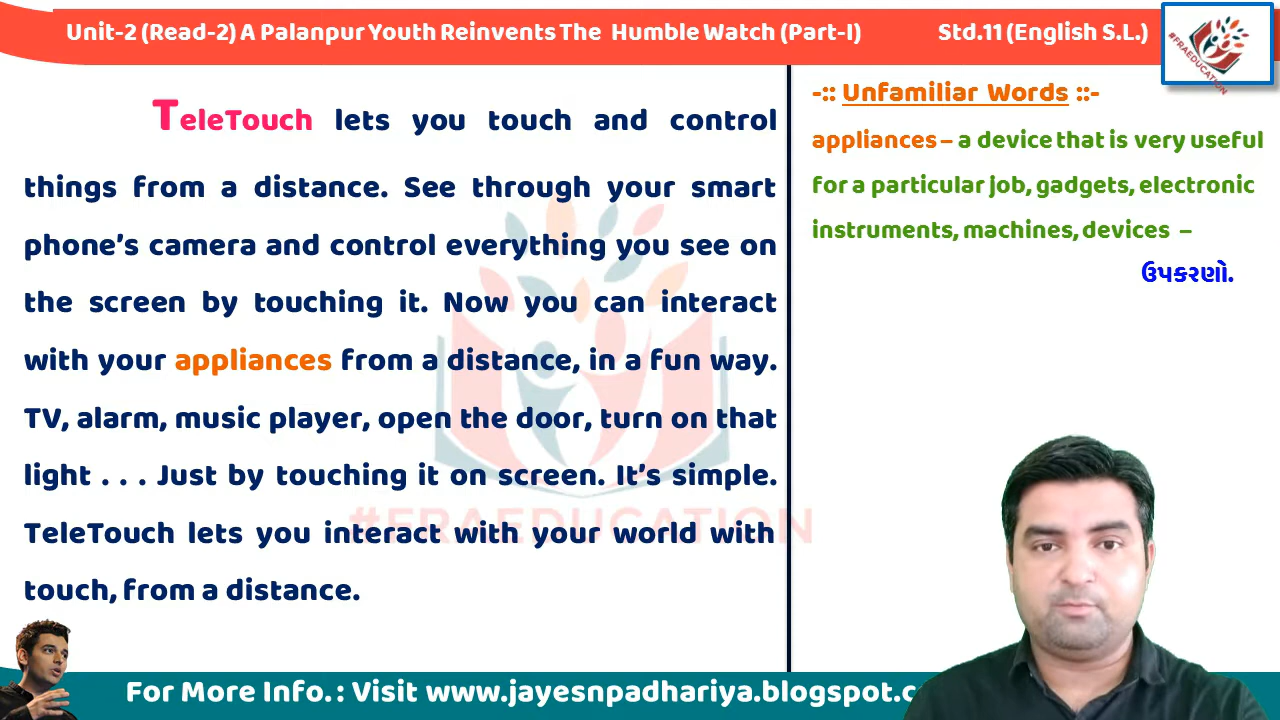 Unit-2 (Read-2) A Palanpur Youth Reinvents The Humble Watch (Part-I) Std.11 (English S.L.)
#FRAEDUCATION
TeleTouch lets you touch and control
things from a distance. See through your smart
phone's camera and control everything you see on
the screen by touching it. Now you can interact
with your appliances from a distance, in a fun way.
TV, alarm, music player, open the door, turn on that
light . . . Just by touching it on screen. It's simple.
TeleTouch lets you interact with your world with
touch, from a distance.
#FRAEDUCATION
-:: Unfamiliar Words ::-
appliances – a device that is very useful
for a particular job, gadgets, electronic
instruments, machines, devices –
ઉપકરણો.
For More Info. : Visit www.jayesnpadhariya.blogspot.c